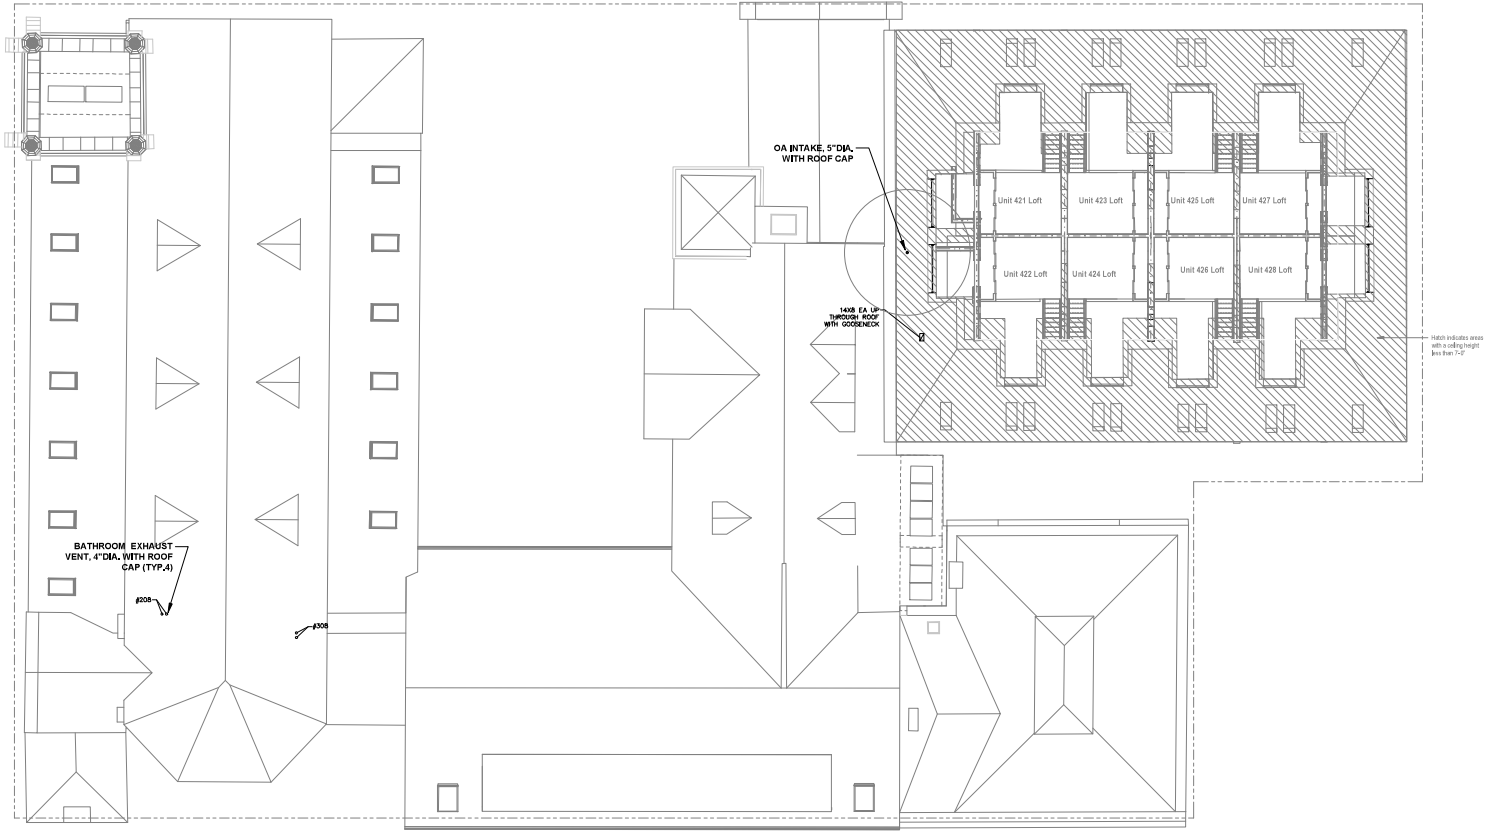 OA INTAKE, 5"DIA.
WITH ROOF CAP
Unit 421 Loft
Unit 423 Loft
Unit 425 Loft
Unit 427 Loft
Unit 422 Loft
Unit 424 Loft
Unit 426 Loft
Unit 428 Loft
14X8 EA UP
THROUGH ROOF
WITH GOOSENECK
Hatch indicates areas
with a ceiling height
less than 7'-0"
BATHROOM EXHAUST
VENT, 4"DIA. WITH ROOF
CAP (TYP.4)
#208
#308